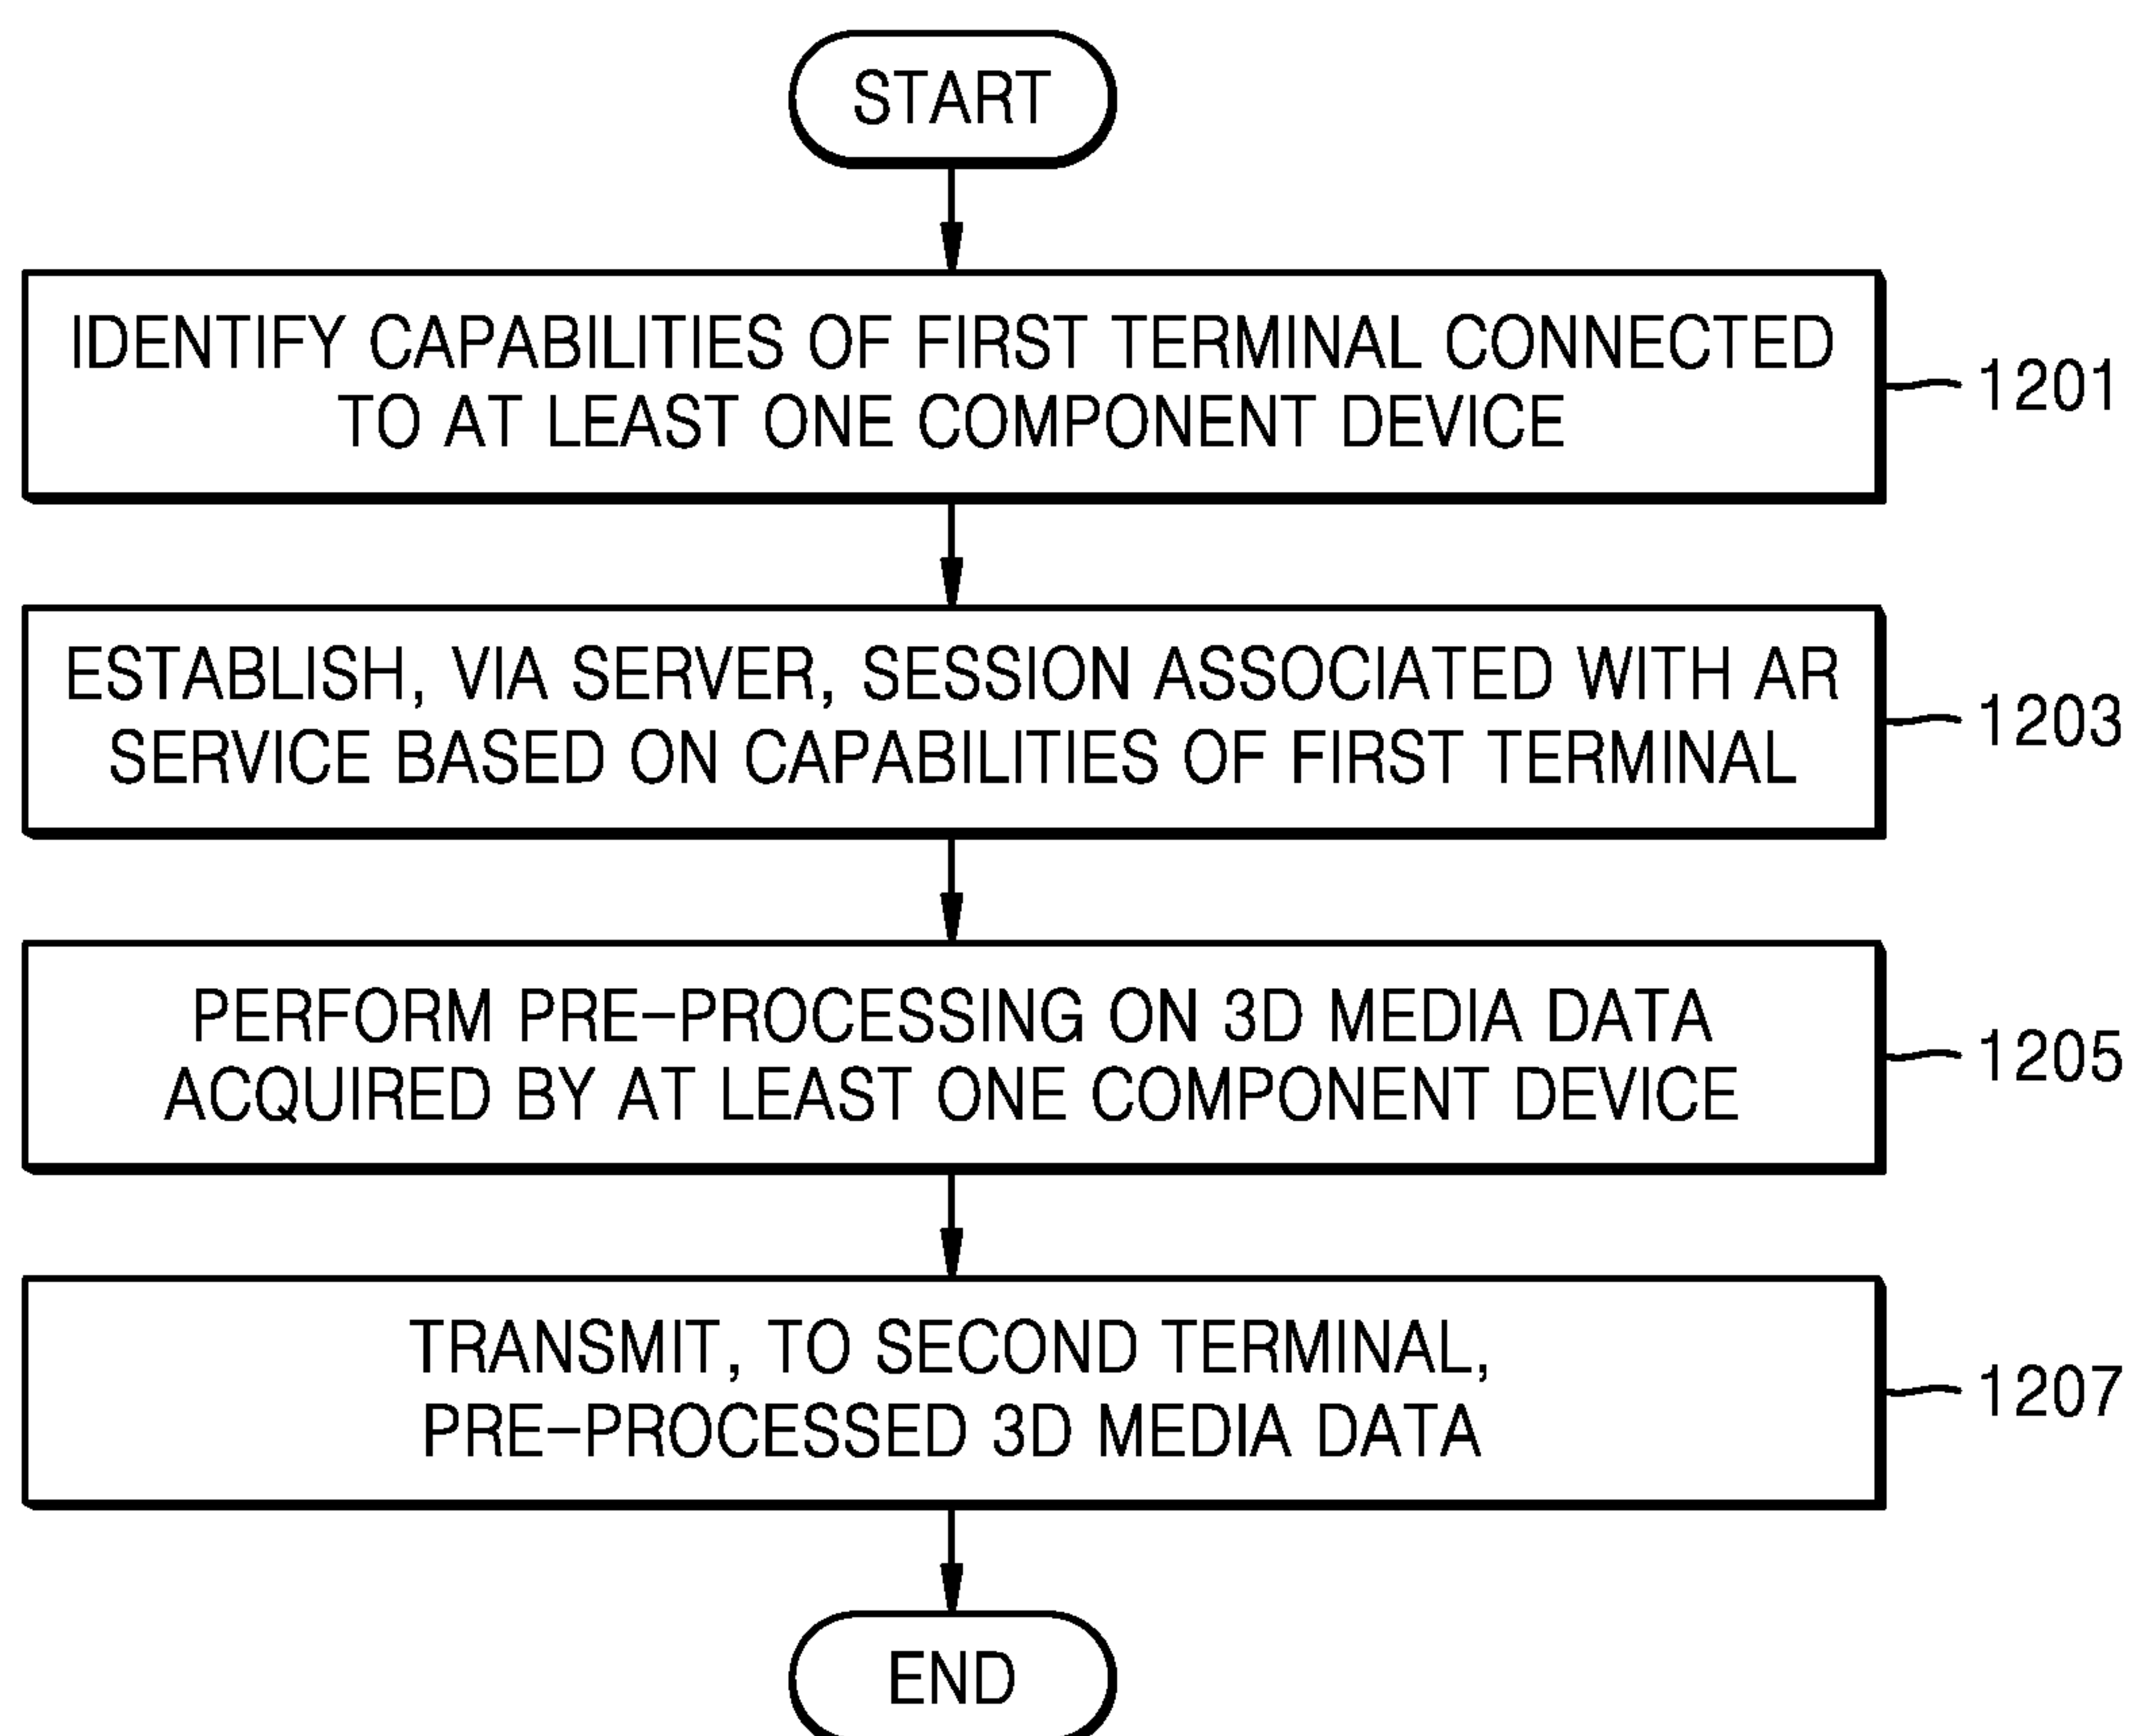 START
IDENTIFY CAPABILITIES OF FIRST TERMINAL CONNECTED
TO AT LEAST ONE COMPONENT DEVICE
1201
ESTABLISH, VIA SERVER, SESSION ASSOCIATED WITH AR
SERVICE BASED ON CAPABILITIES OF FIRST TERMINAL
1203
PERFORM PRE-PROCESSING ON 3D MEDIA DATA
ACQUIRED BY AT LEAST ONE COMPONENT DEVICE
1205
TRANSMIT, TO SECOND TERMINAL,
PRE-PROCESSED 3D MEDIA DATA
1207
END